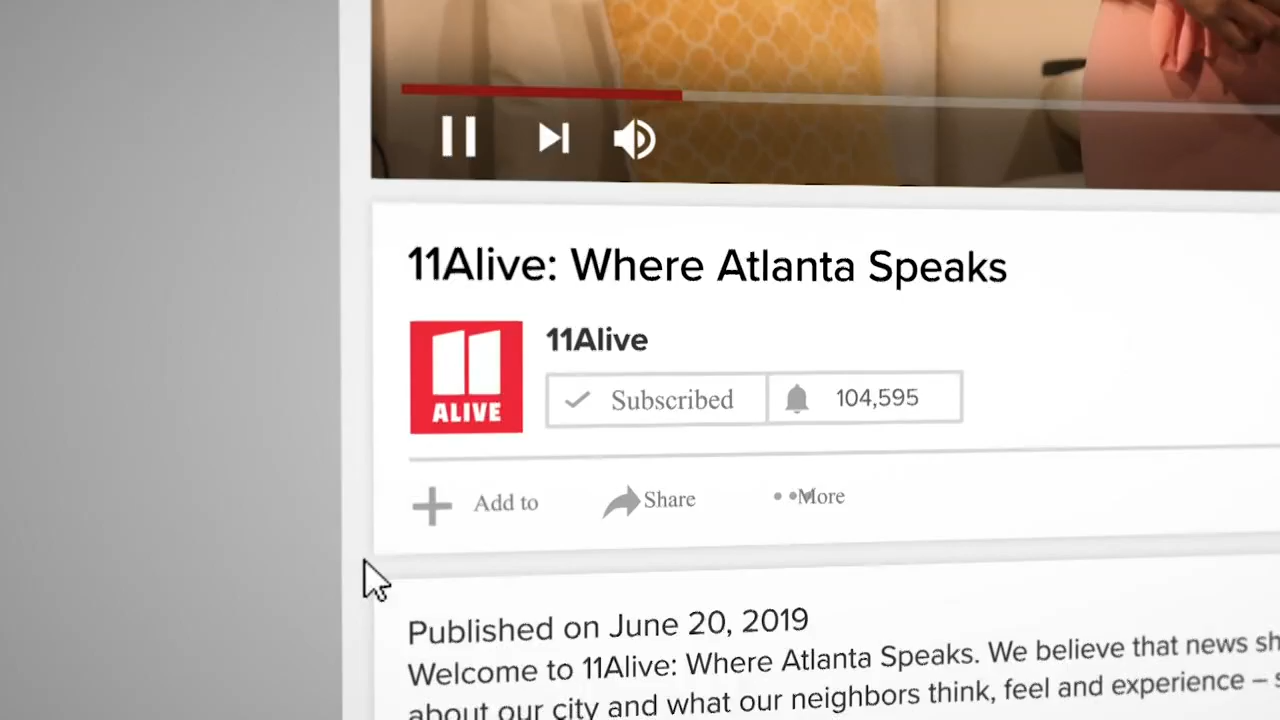 11Alive: Where Atlanta Speaks
11
ALIVE
11Alive
Subscribed
104,595
Add to
Share
More
Published on June 20, 2019
Welcome to 11Alive: Where Atlanta Speaks. We believe that news sh
about our city and what our neighbors think, feel and experience – s